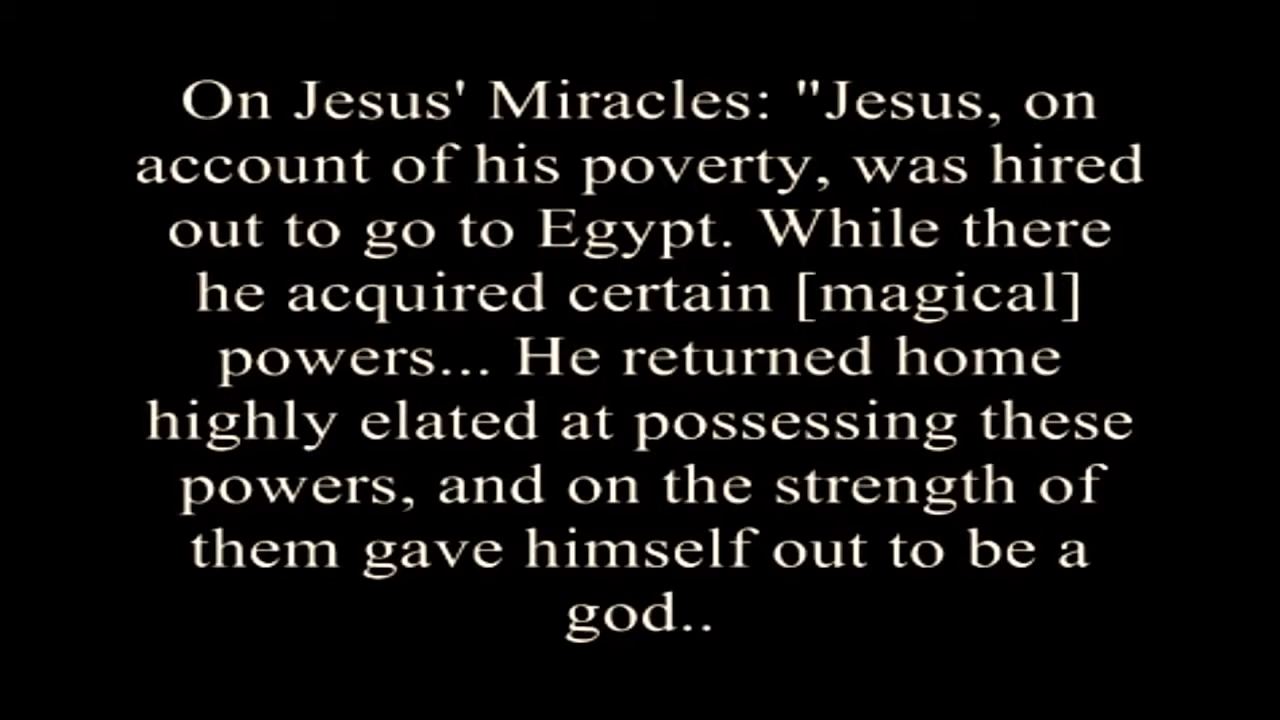 On Jesus' Miracles: "Jesus, on
account of his poverty, was hired
out to go to Egypt. While there
he acquired certain [magical]
powers... He returned home
highly elated at possessing these
powers, and on the strength of
them gave himself out to be a
god..